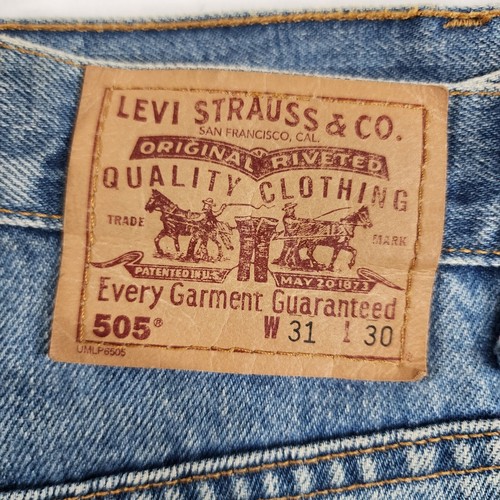 LEVI STRAUSS & CO.
SAN FRANCISCO, CAL.
ORIGINAL RIVETED
QUALITY CLOTHING
TRADE MARK
PATENTED IN U.S. MAY 20 1873
Every Garment Guaranteed
505® W 31 L 30
UMLP6505